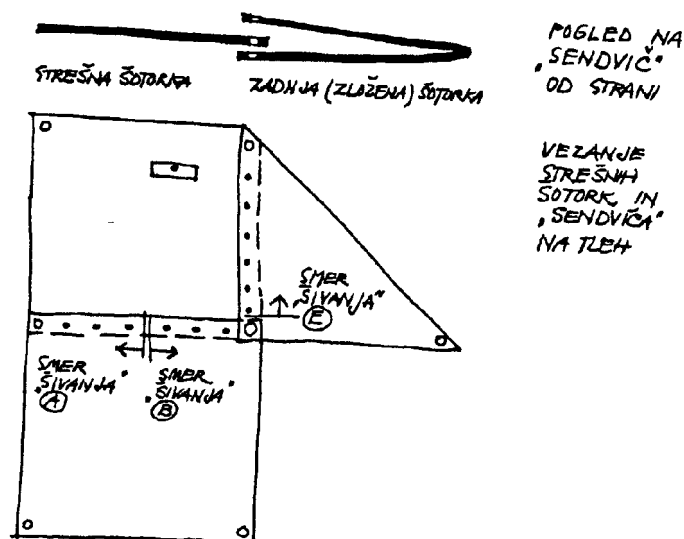 POGLED NA
„SENDVIČ“
OD STRANI
STREŠNA ŠOTORKA
ZADNJA (ZLOŽENA) ŠOTORKA
VEZANJE
STREŠNIH
ŠOTORK IN
„SENDVIČA“
NA TLEH
SMER
„ŠIVANJA“
E
SMER
„ŠIVANJA“
A
SMER
„ŠIVANJA“
B